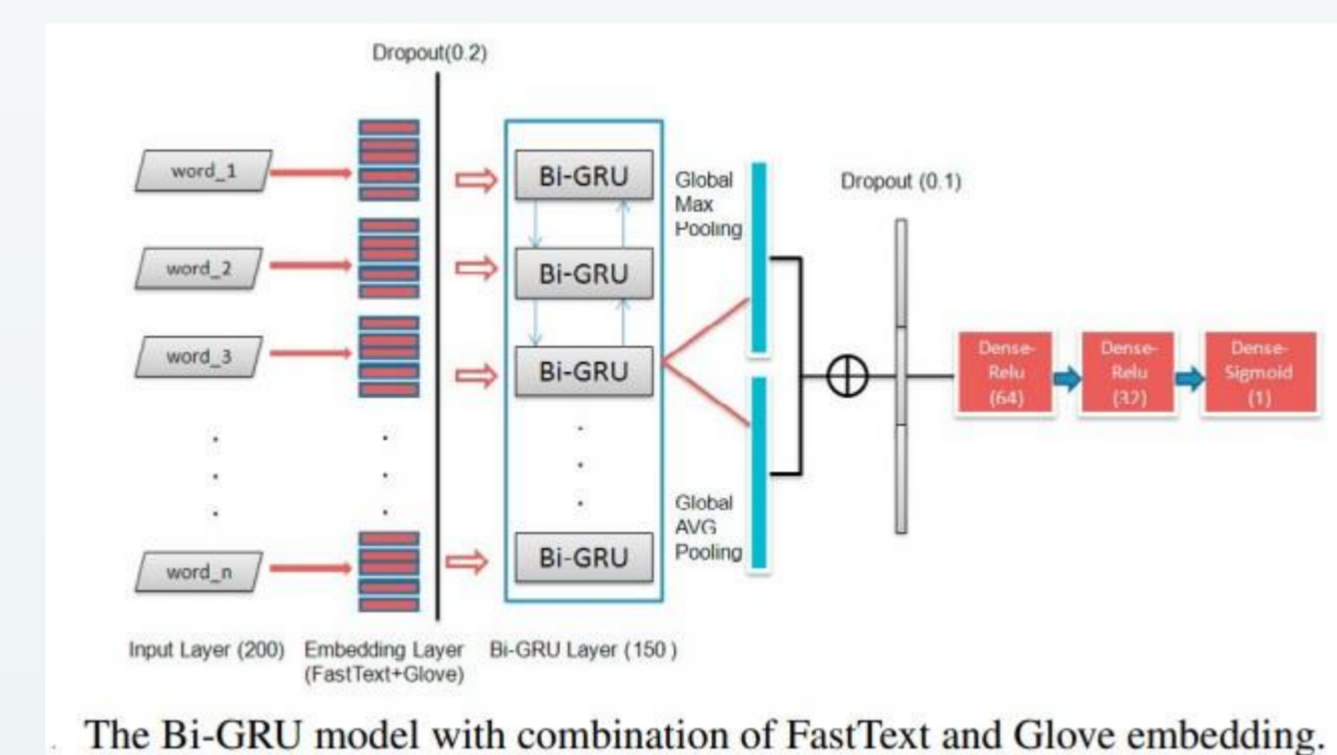 Dropout(0.2)
word_1
word_2
word_3
word_n
Bi-GRU
Bi-GRU
Bi-GRU
Bi-GRU
Global
Max
Pooling
Global
AVG
Pooling
Dropout (0.1)
Dense-
Relu
(64)
Dense-
Relu
(32)
Dense-
Sigmoid
(1)
Input Layer (200)
Embedding Layer
(FastText+Glove)
Bi-GRU Layer (150 )
The Bi-GRU model with combination of FastText and Glove embedding.